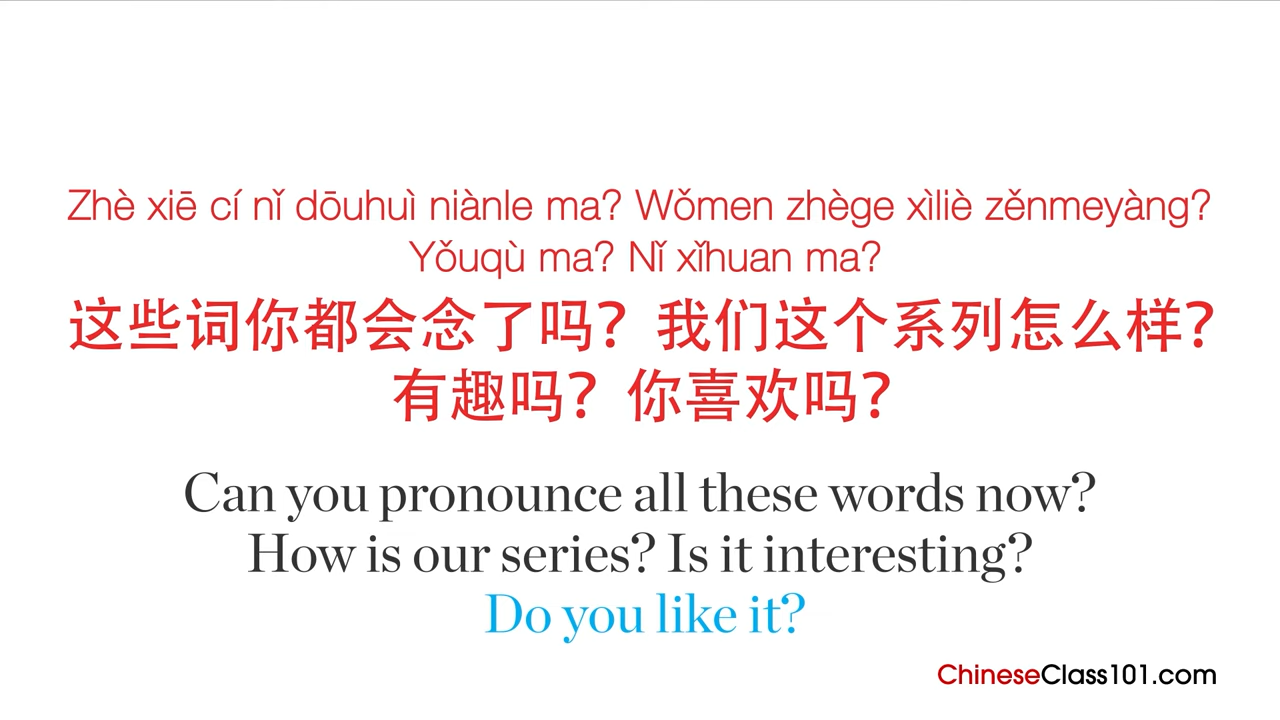 Zhè xiē cí nǐ dōuhuì niànle ma? Wǒmen zhège xìliè zěnmeyàng?
Yǒuqù ma? Nǐ xǐhuan ma?
这些词你都会念了吗？我们这个系列怎么样？
有趣吗？你喜欢吗？
Can you pronounce all these words now?
How is our series? Is it interesting?
Do you like it?
ChineseClass101.com